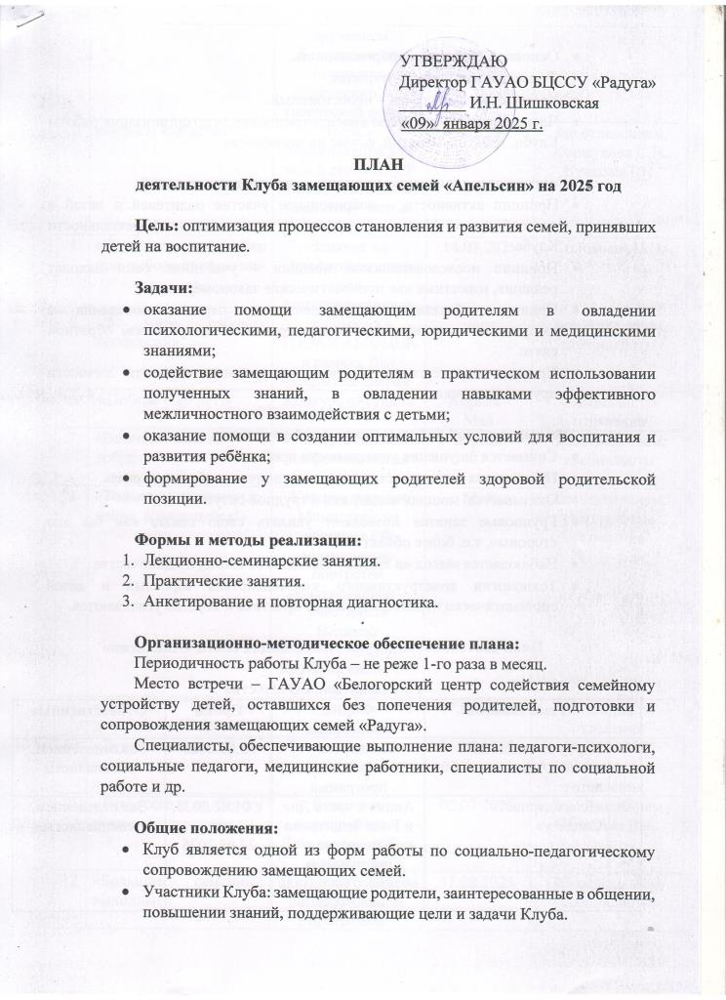 УТВЕРЖДАЮ
Директор ГАУАО БЦССУ «Радуга»
И.Н. Шишковская
«09» января 2025 г.
ПЛАН
деятельности Клуба замещающих семей «Апельсин» на 2025 год
Цель: оптимизация процессов становления и развития семей, принявших
детей на воспитание.
Задачи:
• оказание помощи замещающим родителям в овладении
психологическими, педагогическими, юридическими и медицинскими
знаниями;
• содействие замещающим родителям в практическом использовании
полученных знаний, в овладении навыками эффективного
межличностного взаимодействия с детьми;
• оказание помощи в создании оптимальных условий для воспитания и
развития ребёнка;
• формирование у замещающих родителей здоровой родительской
позиции.
Формы и методы реализации:
1. Лекционно-семинарские занятия.
2. Практические занятия.
3. Анкетирование и повторная диагностика.
Организационно-методическое обеспечение плана:
Периодичность работы Клуба – не реже 1-го раза в месяц.
Место встречи – ГАУАО «Белогорский центр содействия семейному
устройству детей, оставшихся без попечения родителей, подготовки и
сопровождения замещающих семей «Радуга».
Специалисты, обеспечивающие выполнение плана: педагоги-психологи,
социальные педагоги, медицинские работники, специалисты по социальной
работе и др.
Общие положения:
• Клуб является одной из форм работы по социально-педагогическому
сопровождению замещающих семей.
• Участники Клуба: замещающие родители, заинтересованные в общении,
повышении знаний, поддерживающие цели и задачи Клуба.